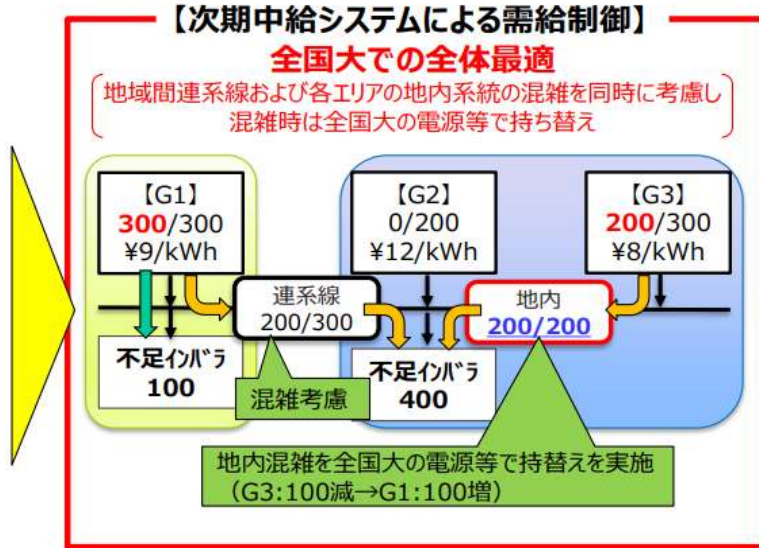 【次期中給システムによる需給制御】
全国大での全体最適
地域間連系線および各エリアの地内系統の混雑を同時に考慮し
混雑時は全国大の電源等で持ち替え
【G1】
300/300
¥9/kWh
【G2】
0/200
¥12/kWh
【G3】
200/300
¥8/kWh
連系線
200/300
地内
200/200
不足インバラ
100
混雑考慮
不足インバラ
400
地内混雑を全国大の電源等で持替えを実施
（G3:100減→G1:100増）